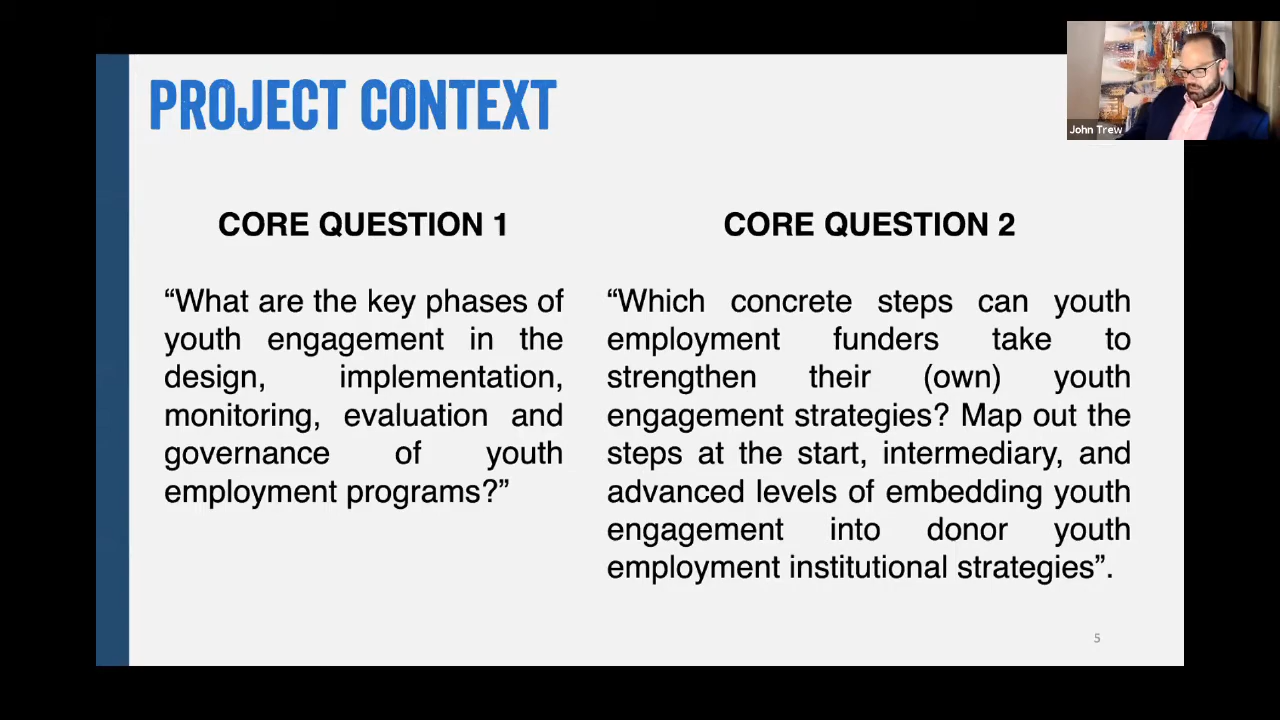 PROJECT CONTEXT
John Trew
CORE QUESTION 1
“What are the key phases of
youth engagement in the
design, implementation,
monitoring, evaluation and
governance of youth
employment programs?”
CORE QUESTION 2
“Which concrete steps can youth
employment funders take to
strengthen their (own) youth
engagement strategies? Map out the
steps at the start, intermediary, and
advanced levels of embedding youth
engagement into donor youth
employment institutional strategies”.
5